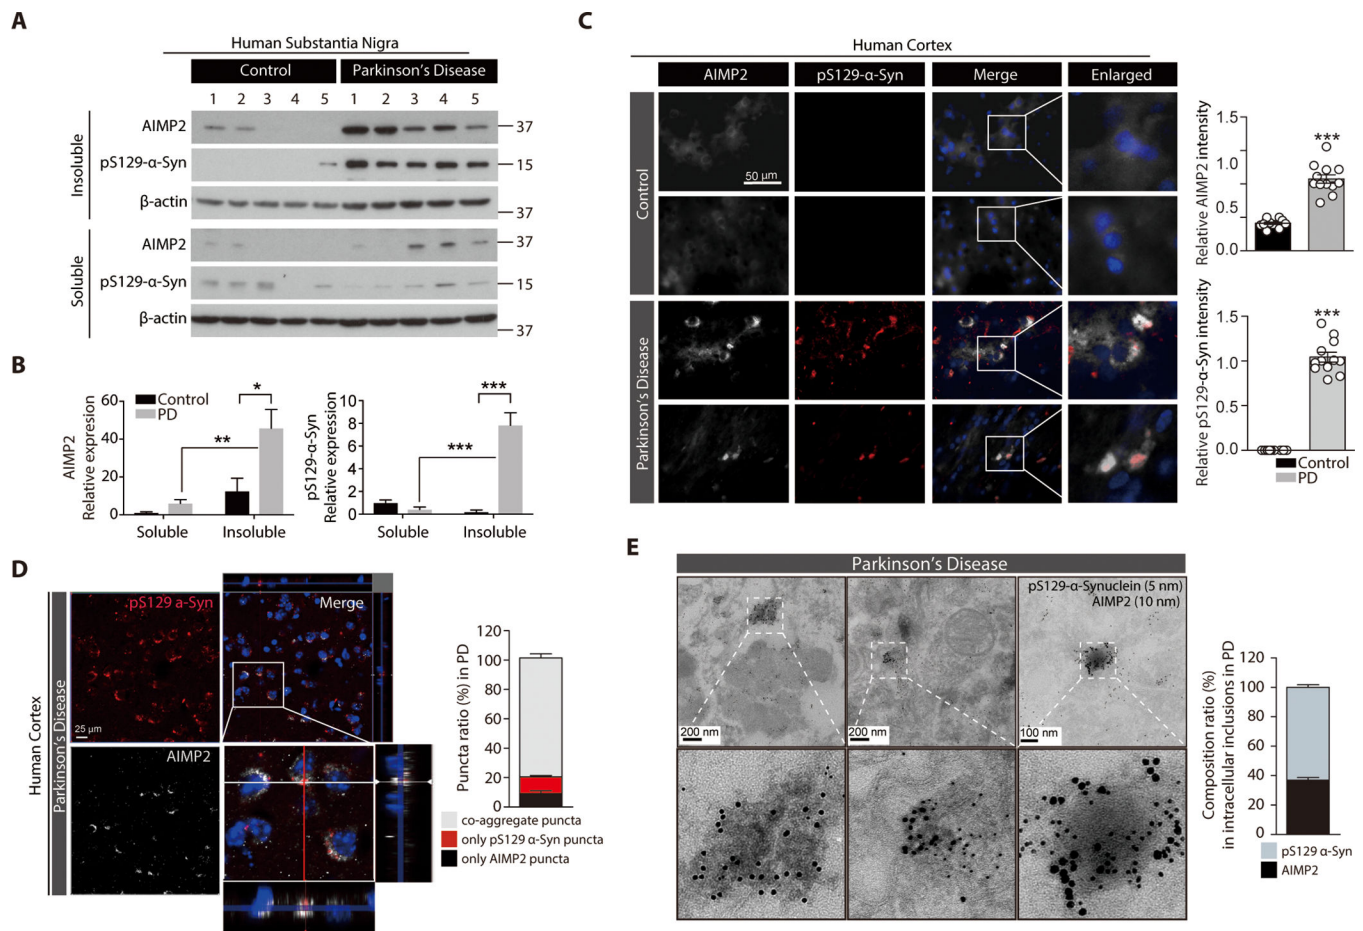 A
Human Substantia Nigra
Control
Parkinson's Disease
1 2 3 4 5 1 2 3 4 5
Insoluble
AIMP2
37
pS129-α-Syn
15
β-actin
37
Soluble
AIMP2
37
pS129-α-Syn
15
β-actin
37
B
AIMP2
Relative expression
60
40
20
0
Control
PD
*
**
Soluble
Insoluble
pS129-α-Syn
Relative expression
10
8
6
4
2
0
***
***
Soluble
Insoluble
C
Human Cortex
AIMP2
pS129-α-Syn
Merge
Enlarged
Control
50 µm
Parkinson's Disease
Relative AIMP2 intensity
1.5
1.0
1.5
0.0
***
Relative pS129-α-Syn intensity
1.5
1.0
0.5
0.0
***
Control
PD
D
Human Cortex
Parkinson's Disease
pS129 a-Syn
Merge
25 µm
AIMP2
Puncta ratio (%) in PD
120
100
80
60
40
20
0
co-aggregate puncta
only pS129 α-Syn puncta
only AIMP2 puncta
E
Parkinson's Disease
pS129-α-Synuclein (5 nm)
AIMP2 (10 nm)
200 nm
200 nm
100 nm
Composition ratio (%)
in intracellular inclusions in PD
120
100
80
60
40
20
0
pS129 α-Syn
AIMP2